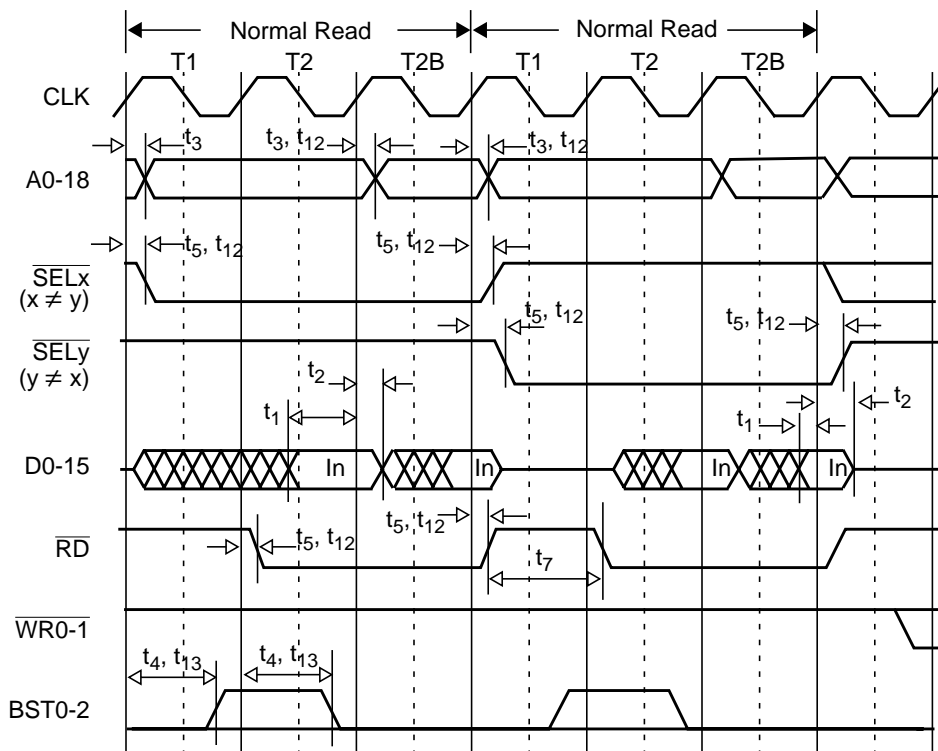 Normal Read Normal Read
T1 T2 T2B T1 T2 T2B
CLK
t3 t3, t12 t3, t12
A0-18
t5, t12 t5, t12
SELx
(x ≠ y)
t5, t12 t5, t12
SELy
(y ≠ x)
t2 t2
t1 t1
D0-15 In In In In
t5, t12 t5, t12
RD t7
WR0-1
t4, t13 t4, t13
BST0-2